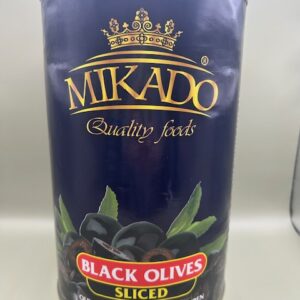 MIKADO®
Quality foods
BLACK OLIVES
SLICED